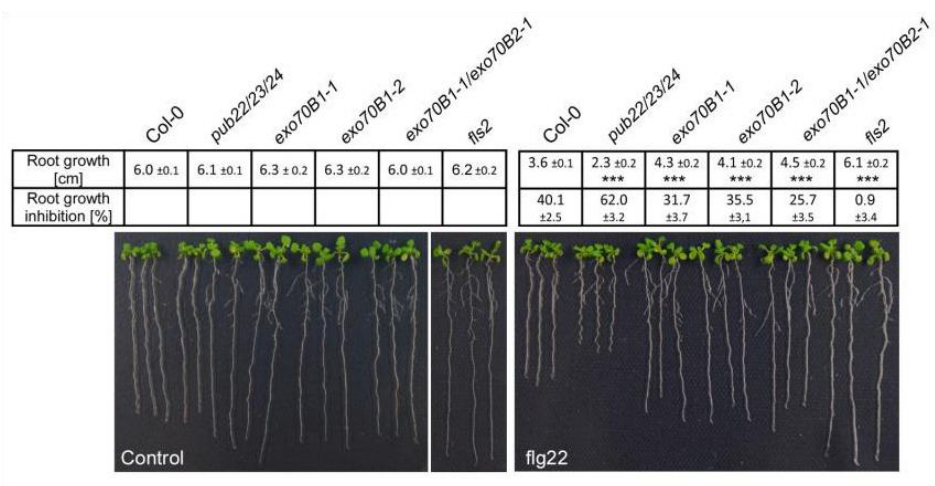 Col-0
pub22/23/24
exo70B1-1
exo70B1-2
exo70B1-1/exo70B2-1
fls2
Col-0
pub22/23/24
exo70B1-1
exo70B1-2
exo70B1-1/exo70B2-1
fls2
Root growth [cm] 6.0 ±0.1 6.1 ±0.1 6.3 ± 0.2 6.3 ±0.2 6.0 ±0.1 6.2 ±0.2
3.6 ±0.1 2.3 ±0.2 4.3 ±0.2 4.1 ±0.2 4.5 ±0.2 6.1 ±0.2
*** *** *** *** ***
Root growth inhibition [%]
40.1 62.0 31.7 35.5 25.7 0.9
±2.5 ±3.2 ±3.7 ±3,1 ±3.5 ±3.4
Control
flg22